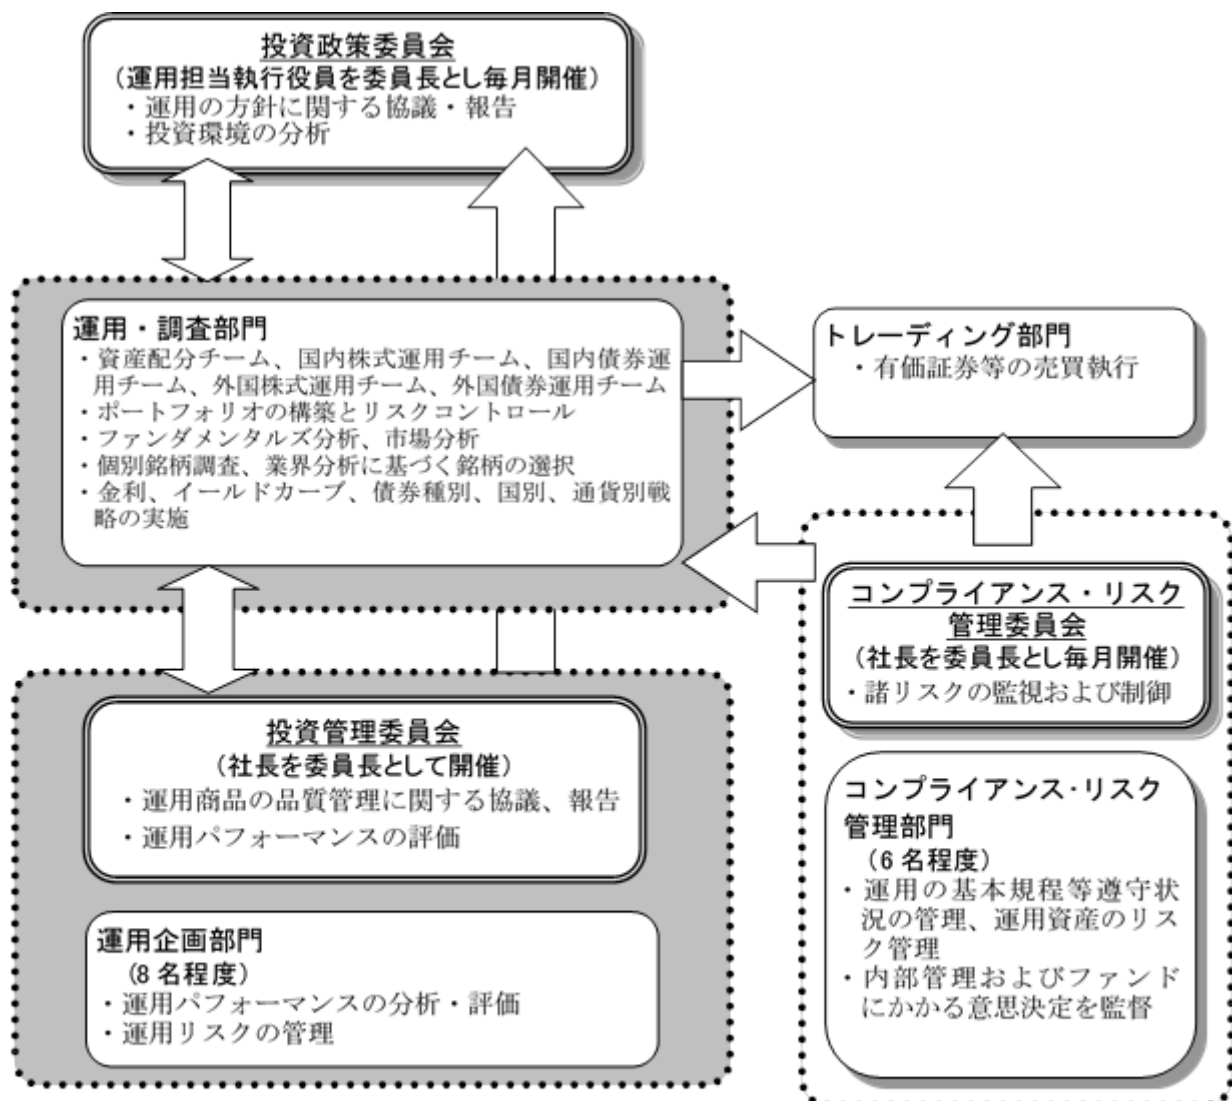 投資政策委員会
（運用担当執行役員を委員長とし毎月開催）
・運用の方針に関する協議・報告
・投資環境の分析
運用・調査部門
・資産配分チーム、国内株式運用チーム、国内債券運
用チーム、外国株式運用チーム、外国債券運用チーム
・ポートフォリオの構築とリスクコントロール
・ファンダメンタルズ分析、市場分析
・個別銘柄調査、業界分析に基づく銘柄の選択
・金利、イールドカーブ、債券種別、国別、通貨別戦
略の実施
トレーディング部門
・有価証券等の売買執行
投資管理委員会
（社長を委員長として開催）
・運用商品の品質管理に関する協議、報告
・運用パフォーマンスの評価
運用企画部門
（8 名程度）
・運用パフォーマンスの分析・評価
・運用リスクの管理
コンプライアンス・リスク
管理委員会
（社長を委員長とし毎月開催）
・諸リスクの監視および制御
コンプライアンス・リスク
管理部門
（6 名程度）
・運用の基本規程等遵守状
況の管理、運用資産のリス
ク管理
・内部管理およびファンド
にかかる意思決定を監督